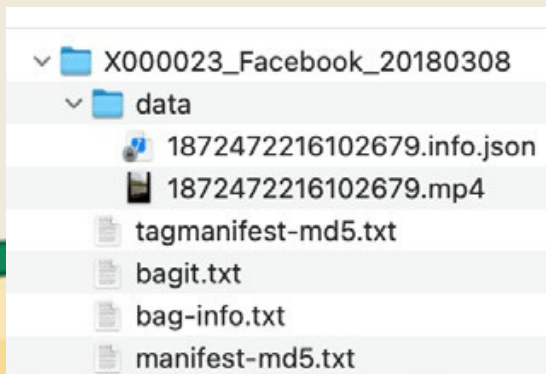 X000023_Facebook_20180308
data
1872472216102679.info.json
1872472216102679.mp4
tagmanifest-md5.txt
bagit.txt
bag-info.txt
manifest-md5.txt